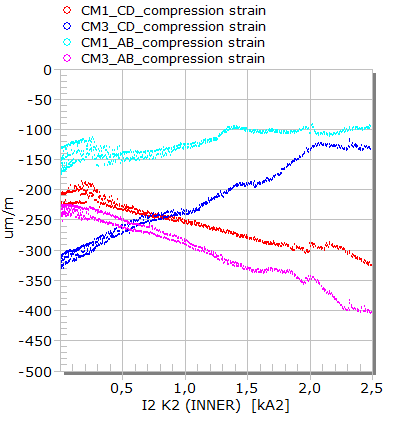 CM1_CD_compression strain
CM3_CD_compression strain
CM1_AB_compression strain
CM3_AB_compression strain
0
-50
-100
-150
-200
-250
-300
-350
-400
-450
-500
um/m
0,5
1,0
1,5
2,0
2,5
I2 K2 (INNER) [kA2]